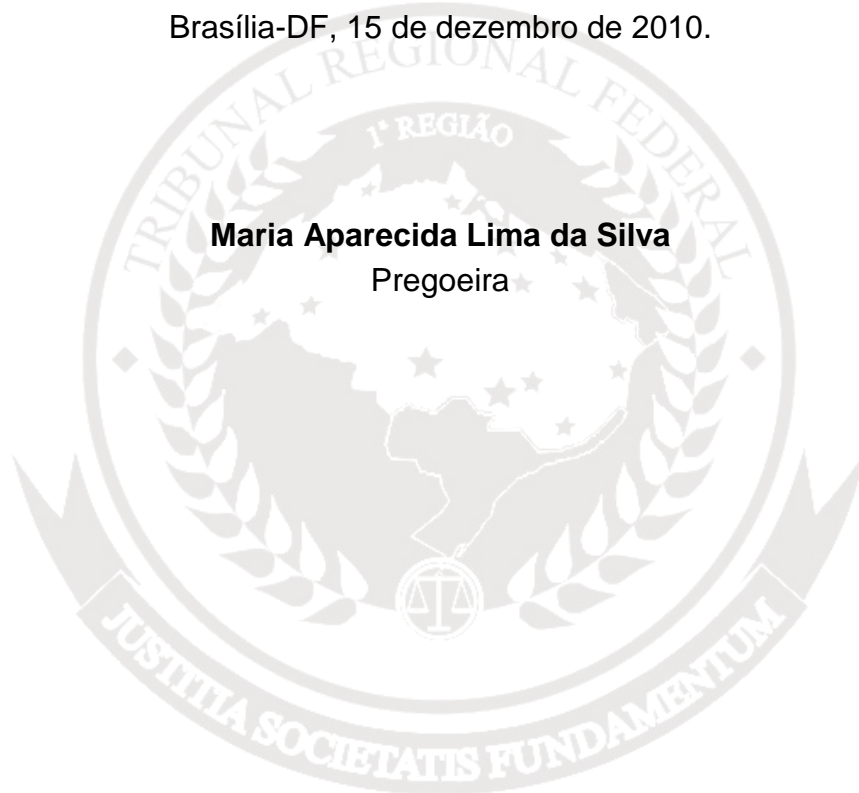 Brasília-DF, 15 de dezembro de 2010.
TRIBUNAL REGIONAL FEDERAL
1ª REGIÃO
Maria Aparecida Lima da Silva
Pregoeira
JUSTITIA SOCIETATIS FUNDAMENTUM